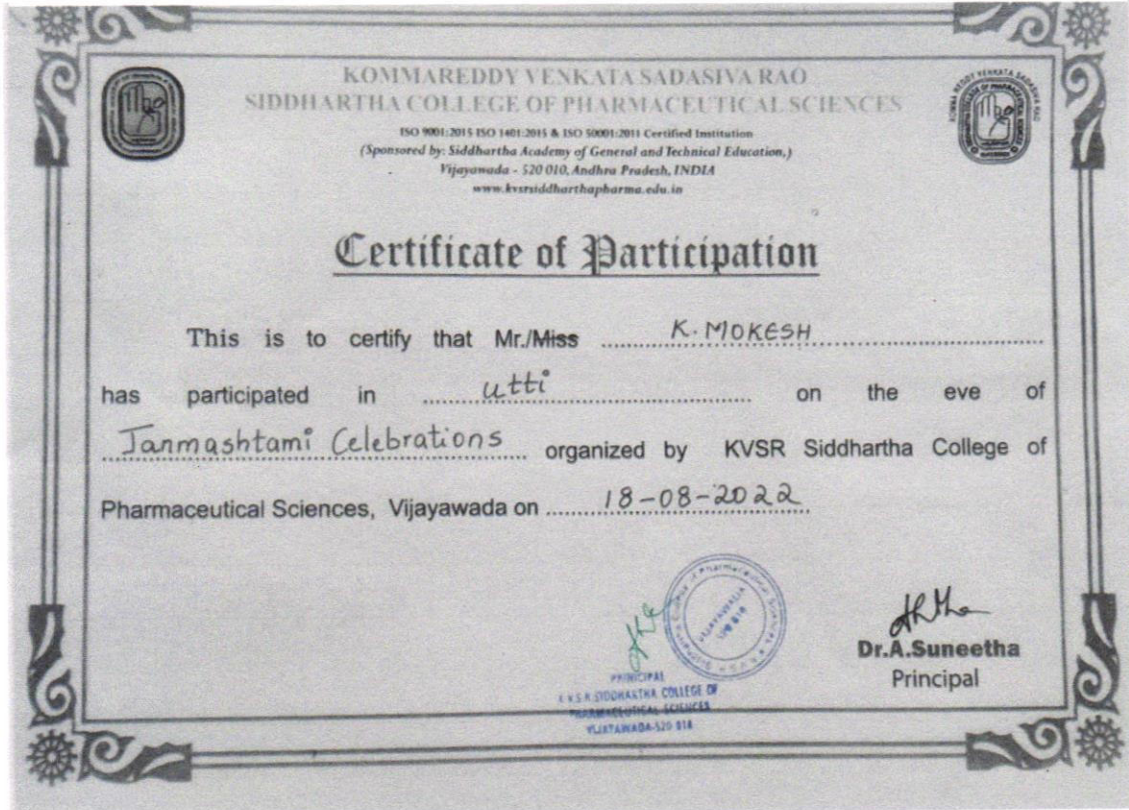 KOMMAREDDY VENKATA SADASIVA RAO
SIDDHARTHA COLLEGE OF PHARMACEUTICAL SCIENCES
ISO 9001:2015 ISO 1401:2015 & ISO 50001:2011 Certified Institution
(Sponsored by: Siddhartha Academy of General and Technical Education,)
Vijayawada - 520 010, Andhra Pradesh, INDIA
www.kvsrsiddharthapharma.edu.in
Certificate of Participation
This is to certify that Mr./Miss K. MOKESH
has participated in utti on the eve of
Janmashtami Celebrations organized by KVSR Siddhartha College of
Pharmaceutical Sciences, Vijayawada on 18-08-2022
Dr.A.Suneetha
Principal
PRINCIPAL
K.V.S.R. SIDDHARTHA COLLEGE OF
PHARMACEUTICAL SCIENCES
VIJAYAWADA-520 010